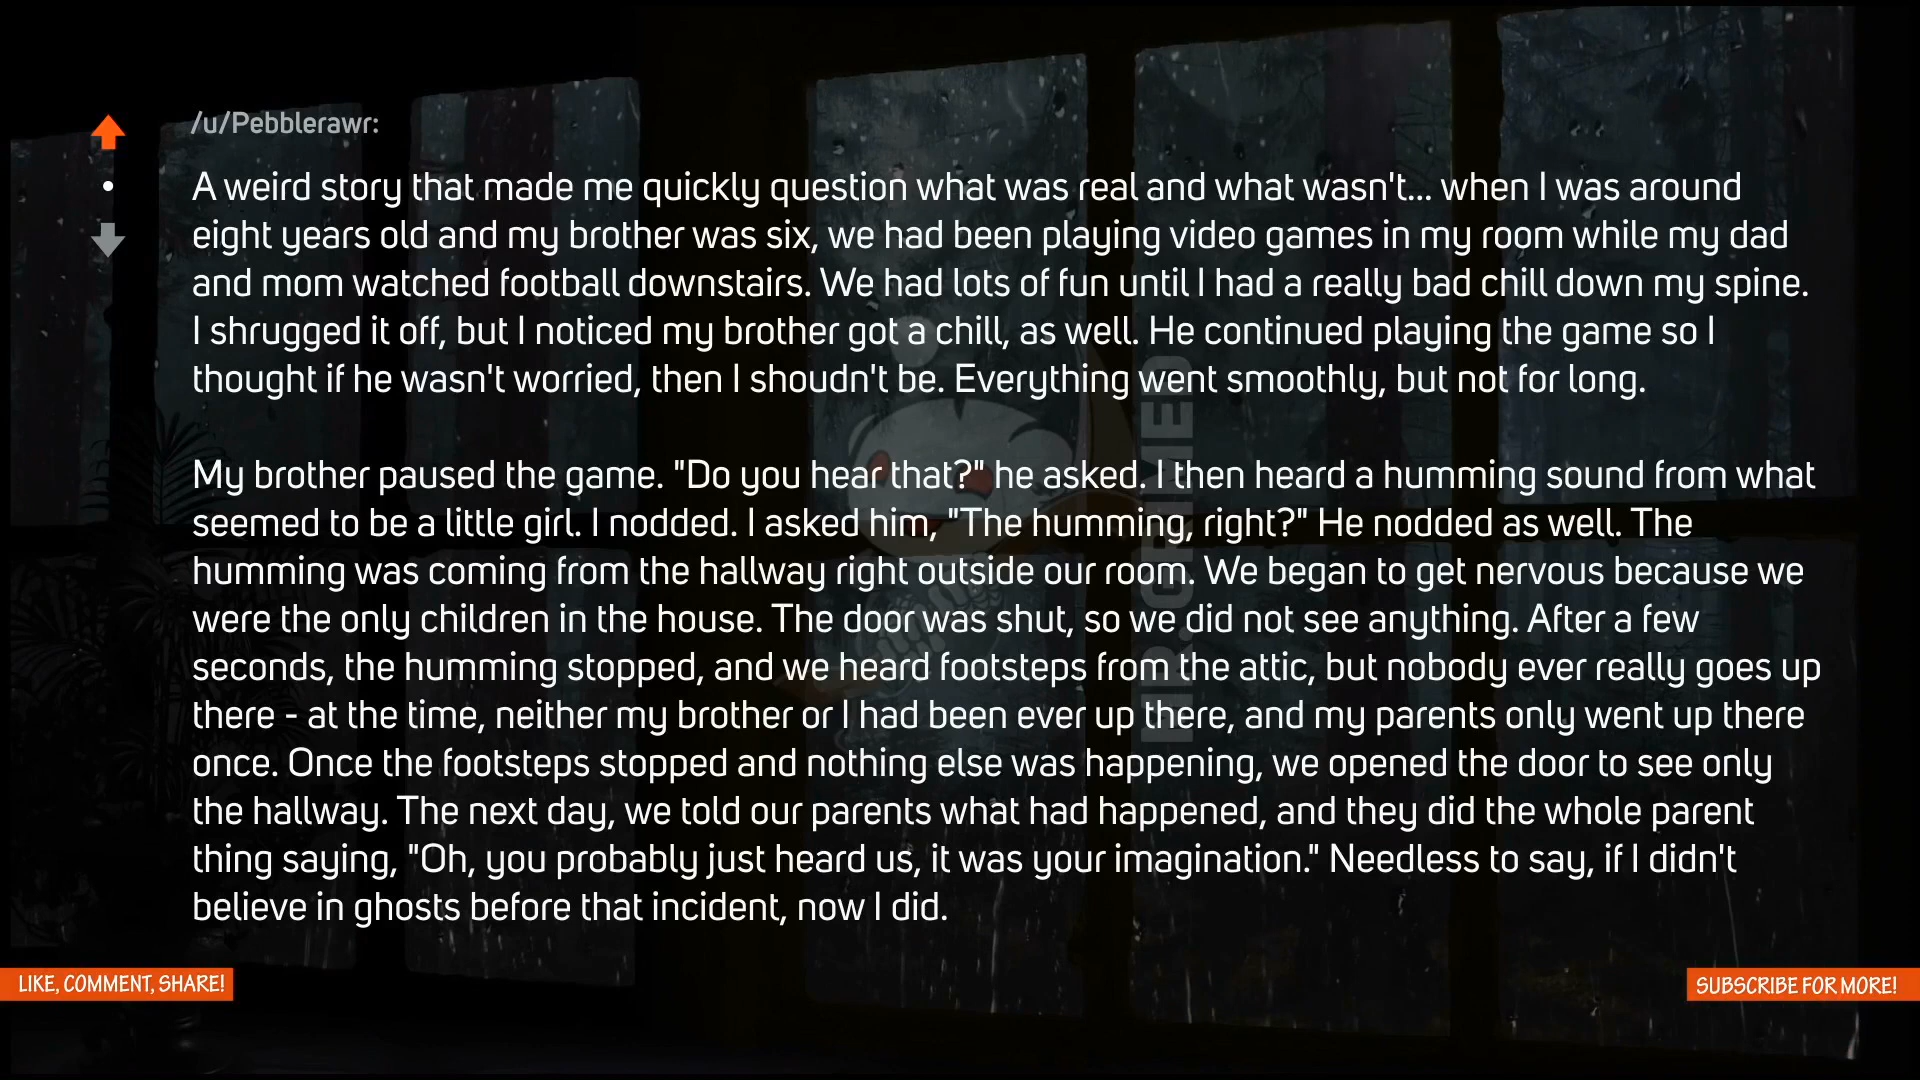 /u/Pebblerawr:
A weird story that made me quickly question what was real and what wasn't... when I was around
eight years old and my brother was six, we had been playing video games in my room while my dad
and mom watched football downstairs. We had lots of fun until I had a really bad chill down my spine.
I shrugged it off, but I noticed my brother got a chill, as well. He continued playing the game so I
thought if he wasn't worried, then I shoudn't be. Everything went smoothly, but not for long.
My brother paused the game. "Do you hear that?" he asked. I then heard a humming sound from what
seemed to be a little girl. I nodded. I asked him, "The humming, right?" He nodded as well. The
humming was coming from the hallway right outside our room. We began to get nervous because we
were the only children in the house. The door was shut, so we did not see anything. After a few
seconds, the humming stopped, and we heard footsteps from the attic, but nobody ever really goes up
there - at the time, neither my brother or I had been ever up there, and my parents only went up there
once. Once the footsteps stopped and nothing else was happening, we opened the door to see only
the hallway. The next day, we told our parents what had happened, and they did the whole parent
thing saying, "Oh, you probably just heard us, it was your imagination." Needless to say, if I didn't
believe in ghosts before that incident, now I did.
LIKE, COMMENT, SHARE!
SUBSCRIBE FOR MORE!